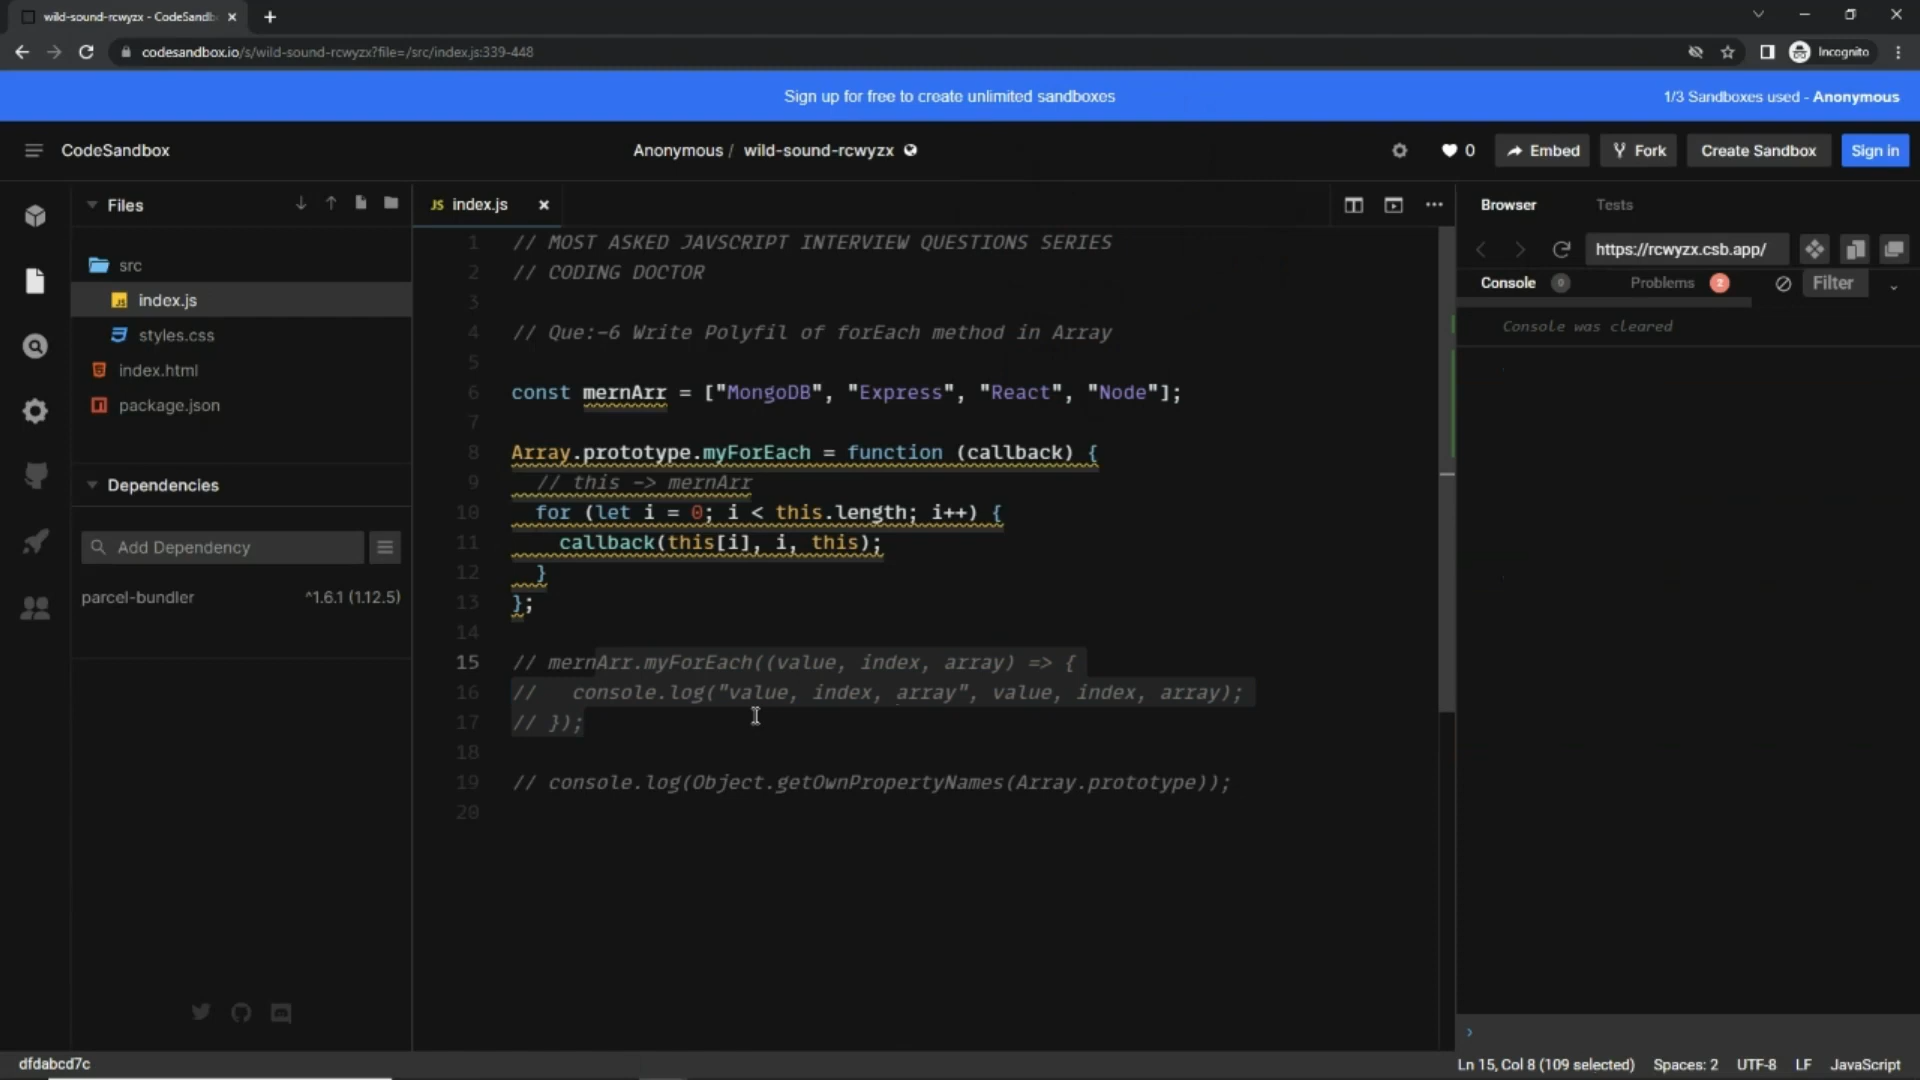 wild-sound-rcwyzx - CodeSandb
codesandbox.io/s/wild-sound-rcwyzx?file=/src/index.js:339-448
Incognito
Sign up for free to create unlimited sandboxes
1/3 Sandboxes used - Anonymous
CodeSandbox
Anonymous / wild-sound-rcwyzx
0
Embed
Fork
Create Sandbox
Sign in
Files
src
index.js
styles.css
index.html
package.json
Dependencies
Add Dependency
parcel-bundler ^1.6.1 (1.12.5)
JS index.js
1 // MOST ASKED JAVSCRIPT INTERVIEW QUESTIONS SERIES
2 // CODING DOCTOR
3
4 // Que:-6 Write Polyfil of forEach method in Array
5
6 const mernArr = ["MongoDB", "Express", "React", "Node"];
7
8 Array.prototype.myForEach = function (callback) {
9 // this -> mernArr
10 for (let i = 0; i < this.length; i++) {
11 callback(this[i], i, this);
12 }
13 };
14
15 // mernArr.myForEach((value, index, array) => {
16 // console.log("value, index, array", value, index, array);
17 // });
18
19 // console.log(Object.getOwnPropertyNames(Array.prototype));
20
Browser
Tests
https://rcwyzx.csb.app/
Console 0
Problems 2
Filter
Console was cleared
dfdabcd7c
Ln 15, Col 8 (109 selected)
Spaces: 2
UTF-8
LF
JavaScript